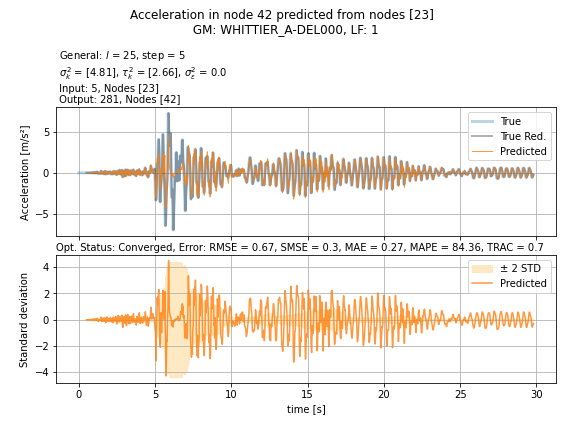 Acceleration in node 42 predicted from nodes [23]
GM: WHITTIER_A-DEL000, LF: 1
General: l = 25, step = 5
σ²ₖ = [4.81], τ²ₖ = [2.66], σ²ₑ = 0.0
Input: 5, Nodes [23]
Output: 281, Nodes [42]
Acceleration [m/s²]
5
0
−5
True
True Red.
Predicted
Opt. Status: Converged, Error: RMSE = 0.67, SMSE = 0.3, MAE = 0.27, MAPE = 84.36, TRAC = 0.7
Standard deviation
4
2
0
−2
−4
± 2 STD
Predicted
0 5 10 15 20 25 30
time [s]